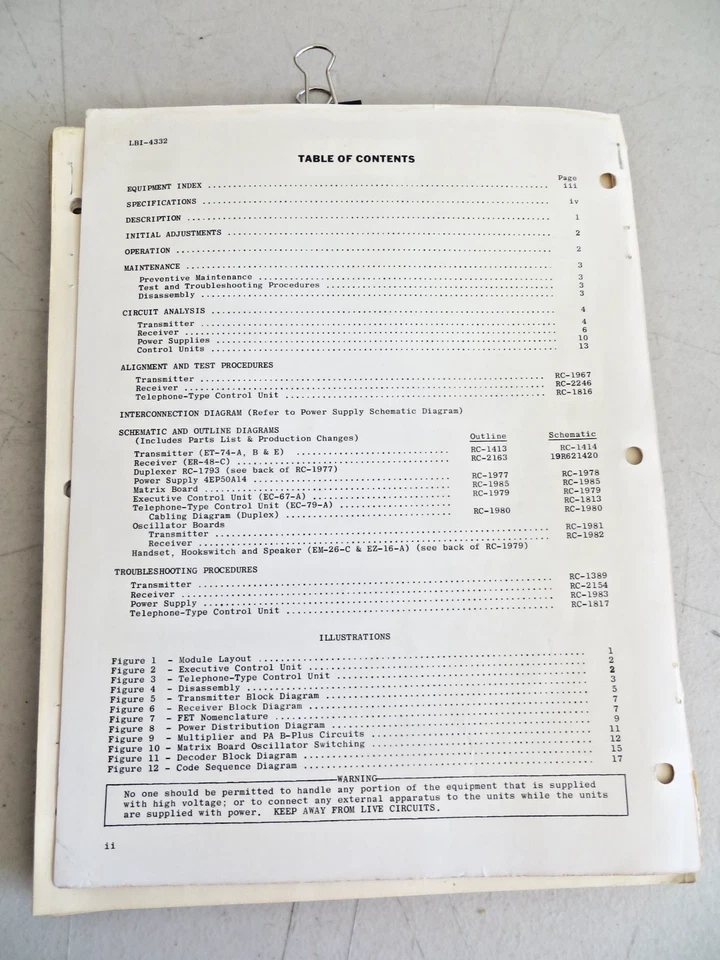 LBI-4332
TABLE OF CONTENTS
Page
EQUIPMENT INDEX iii
SPECIFICATIONS iv
DESCRIPTION 1
INITIAL ADJUSTMENTS 2
OPERATION 2
MAINTENANCE 3
Preventive Maintenance 3
Test and Troubleshooting Procedures 3
Disassembly 3
CIRCUIT ANALYSIS 4
Transmitter 4
Receiver 6
Power Supplies 10
Control Units 13
ALIGNMENT AND TEST PROCEDURES
Transmitter RC-1967
Receiver RC-2246
Telephone-Type Control Unit RC-1816
INTERCONNECTION DIAGRAM (Refer to Power Supply Schematic Diagram)
SCHEMATIC AND OUTLINE DIAGRAMS
(Includes Parts List & Production Changes) Outline Schematic
Transmitter (ET-74-A, B & E) RC-1413 RC-1414
Receiver (ER-48-C) RC-2163 19R621420
Duplexer RC-1793 (see back of RC-1977)
Power Supply 4EP50A14 RC-1977 RC-1978
Matrix Board RC-1985 RC-1985
Executive Control Unit (EC-67-A) RC-1979 RC-1979
Telephone-Type Control Unit (EC-79-A) RC-1813
Cabling Diagram (Duplex) RC-1980 RC-1980
Oscillator Boards
Transmitter RC-1981
Receiver RC-1982
Handset, Hookswitch and Speaker (EM-26-C & EZ-16-A) (see back of RC-1979)
TROUBLESHOOTING PROCEDURES
Transmitter RC-1389
Receiver RC-2154
Power Supply RC-1983
Telephone-Type Control Unit RC-1817
ILLUSTRATIONS
Figure 1 - Module Layout 1
Figure 2 - Executive Control Unit 2
Figure 3 - Telephone-Type Control Unit 2
Figure 4 - Disassembly 3
Figure 5 - Transmitter Block Diagram 5
Figure 6 - Receiver Block Diagram 7
Figure 7 - FET Nomenclature 7
Figure 8 - Power Distribution Diagram 9
Figure 9 - Multiplier and PA B-Plus Circuits 11
Figure 10 - Matrix Board Oscillator Switching 12
Figure 11 - Decoder Block Diagram 15
Figure 12 - Code Sequence Diagram 17
WARNING
No one should be permitted to handle any portion of the equipment that is supplied
with high voltage; or to connect any external apparatus to the units while the units
are supplied with power. KEEP AWAY FROM LIVE CIRCUITS.
ii